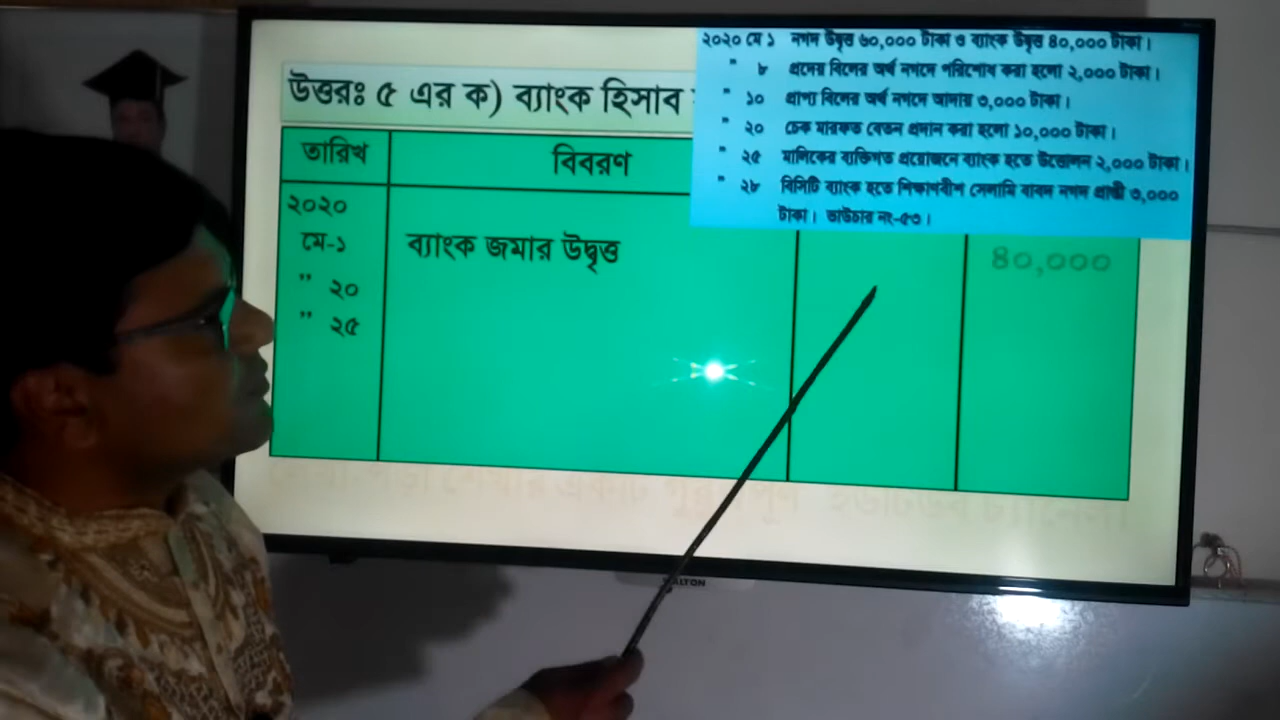 ২০২০ মে ১ নগদ উদ্বৃত্ত ৬০,০০০ টাকা ও ব্যাংক উদ্বৃত্ত ৪০,০০০ টাকা।
" ৮ প্রদেয় বিলের অর্থ নগদে পরিশোধ করা হলো ২,০০০ টাকা।
" ১০ প্রাপ্য বিলের অর্থ নগদে আদায় ৩,০০০ টাকা।
" ২০ চেক মারফত বেতন প্রদান করা হলো ১০,০০০ টাকা।
" ২৫ মালিকের ব্যক্তিগত প্রয়োজনে ব্যাংক হতে উত্তোলন ২,০০০ টাকা।
" ২৮ বিসিটি ব্যাংক হতে শিক্ষানবীশ সেলামি বাবদ নগদ প্রাপ্তী ৩,০০০
টাকা। ভাউচার নং-৫৩।
উত্তরঃ ৫ এর ক) ব্যাংক হিসাব
তারিখ বিবরণ
২০২০
মে-১ ব্যাংক জমার উদ্বৃত্ত ৪০,০০০
" ২০
" ২৫